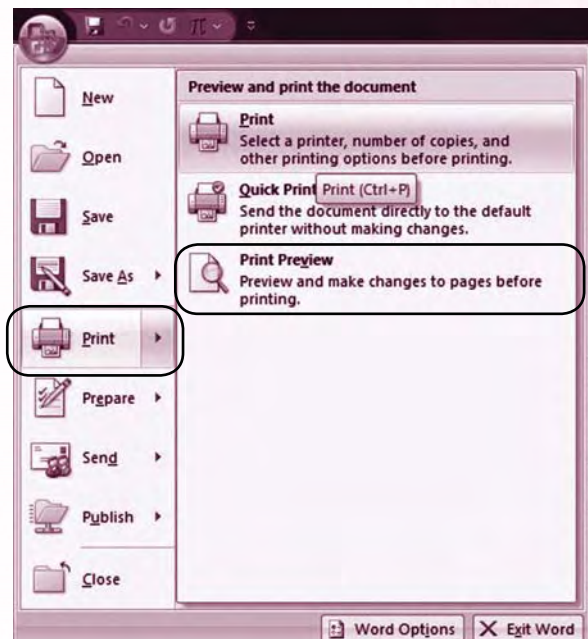 New
Open
Save
Save As
Print
Prepare
Send
Publish
Close
Preview and print the document
Print
Select a printer, number of copies, and
other printing options before printing.
Quick Print
Print (Ctrl+P)
Send the document directly to the default
printer without making changes.
Print Preview
Preview and make changes to pages before
printing.
Word Options
Exit Word